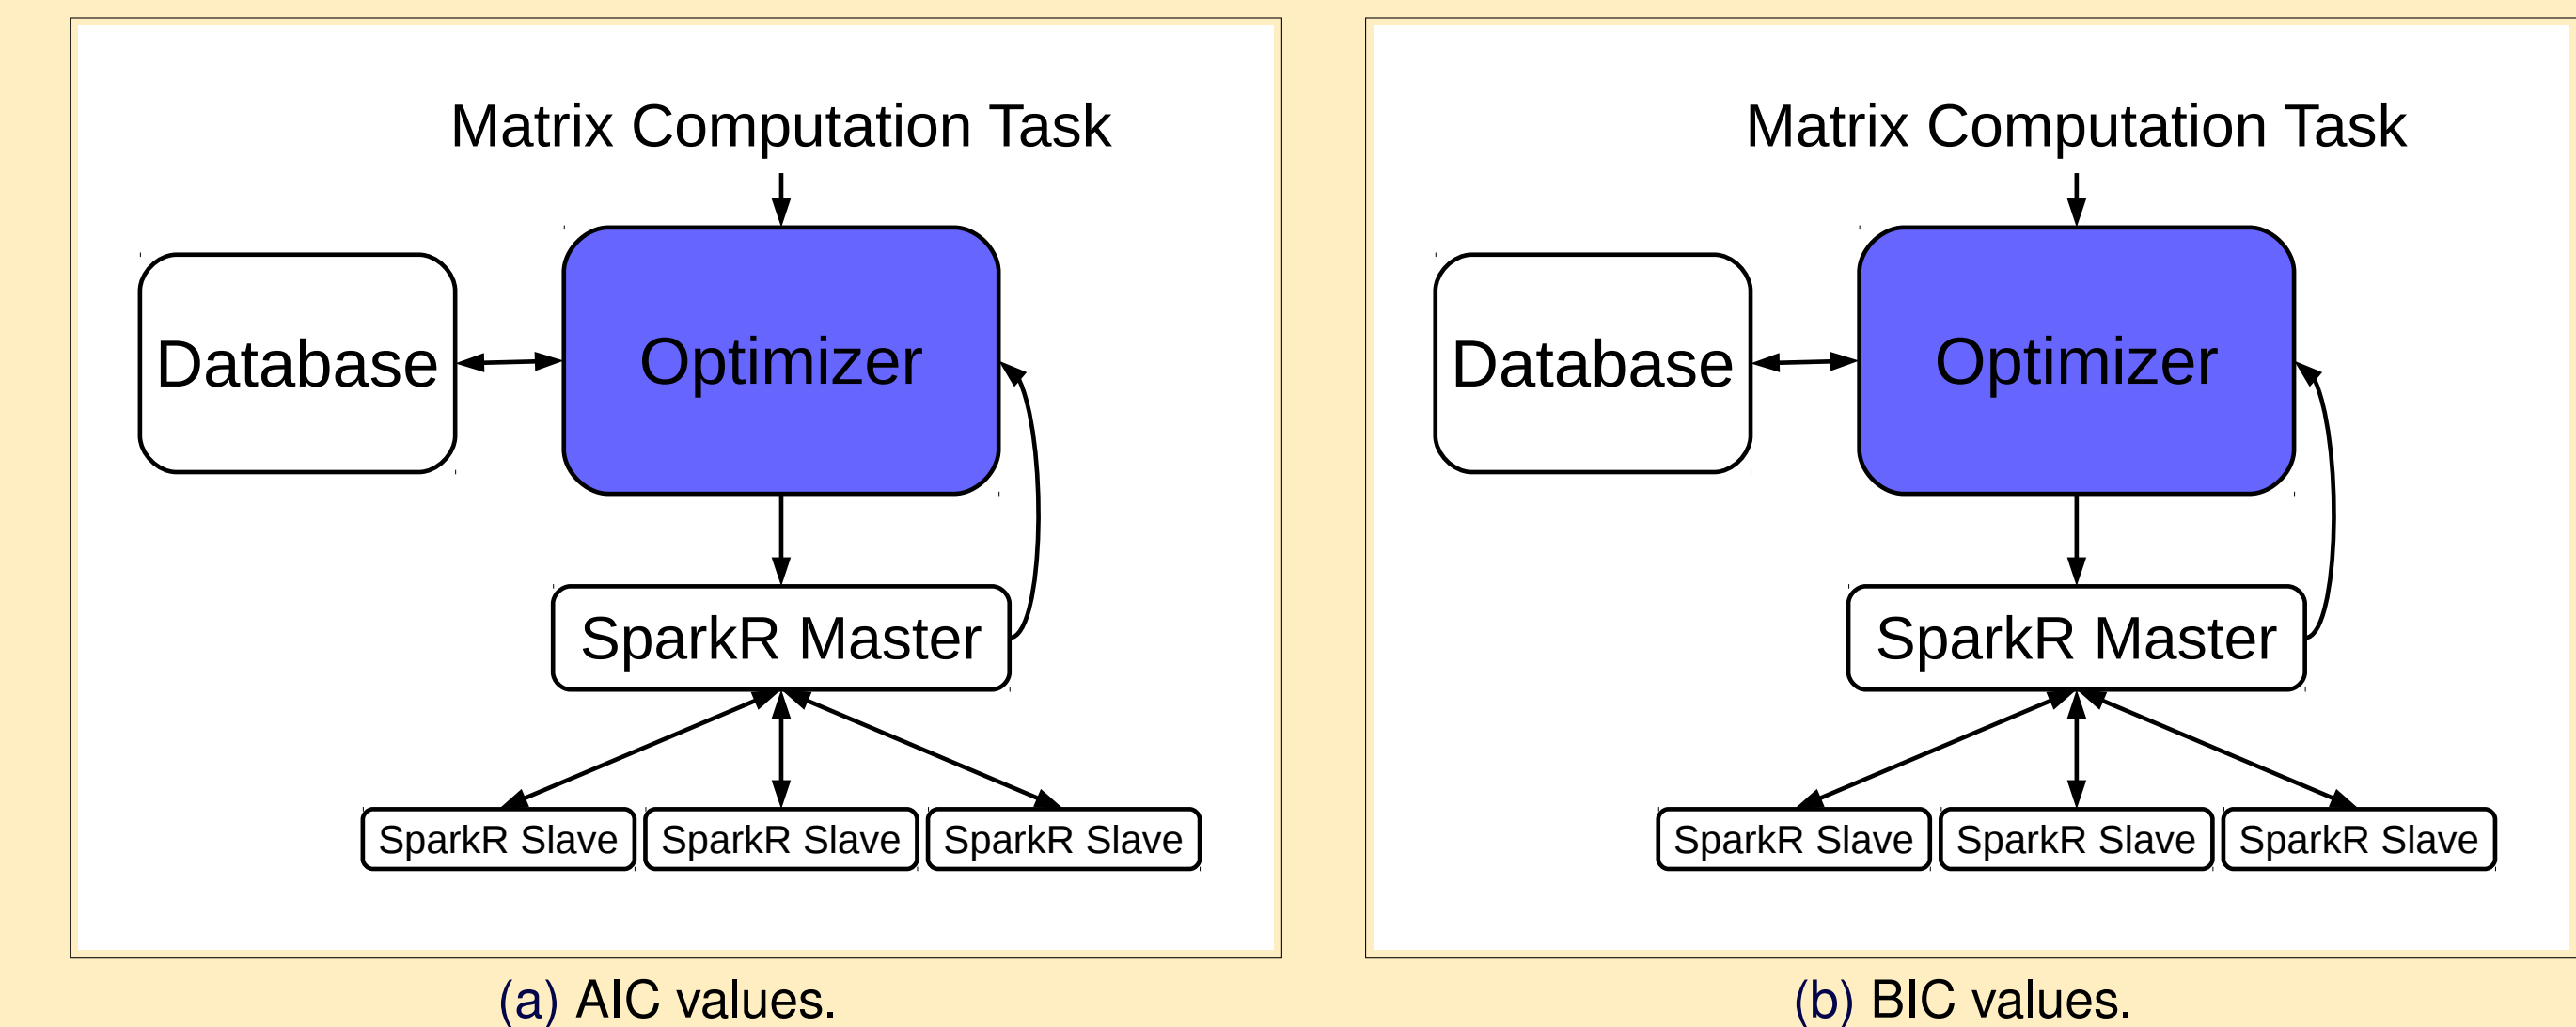 Matrix Computation Task
Database
Optimizer
SparkR Master
SparkR Slave
SparkR Slave
SparkR Slave
(a) AIC values.
Matrix Computation Task
Database
Optimizer
SparkR Master
SparkR Slave
SparkR Slave
SparkR Slave
(b) BIC values.